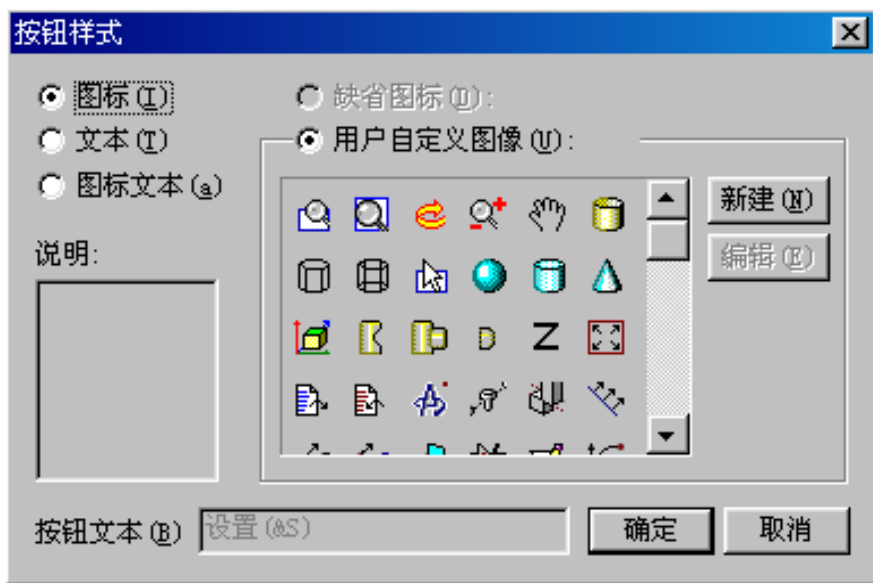 按钮样式
图标(I)
缺省图标(D):
文本(T)
用户自定义图像(U):
图标文本(a)
新建(N)
编辑(E)
说明:
按钮文本(B)
设置(&S)
确定
取消